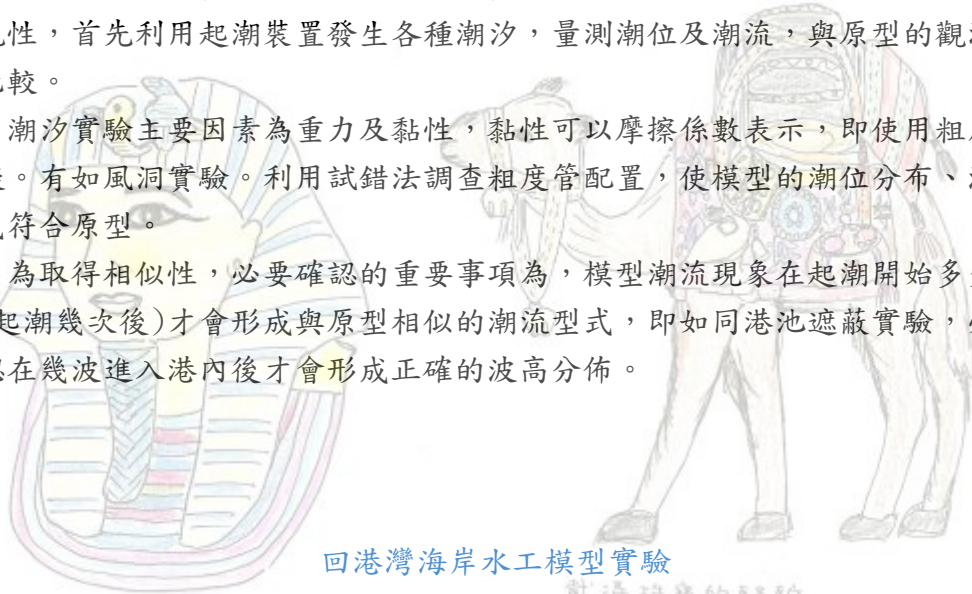 性，首先利用起潮裝置發生各種潮汐，量測潮位及潮流，與原型的觀
較。
潮汐實驗主要因素為重力及黏性，黏性可以摩擦係數表示，即使用粗
。有如風洞實驗。利用試錯法調查粗度管配置，使模型的潮位分布、
符合原型。
為取得相似性，必要確認的重要事項為，模型潮流現象在起潮開始多
起潮幾次後)才會形成與原型相似的潮流型式，即如同港池遮蔽實驗，
在幾波進入港內後才會形成正確的波高分佈。
回港灣海岸水工模型實驗